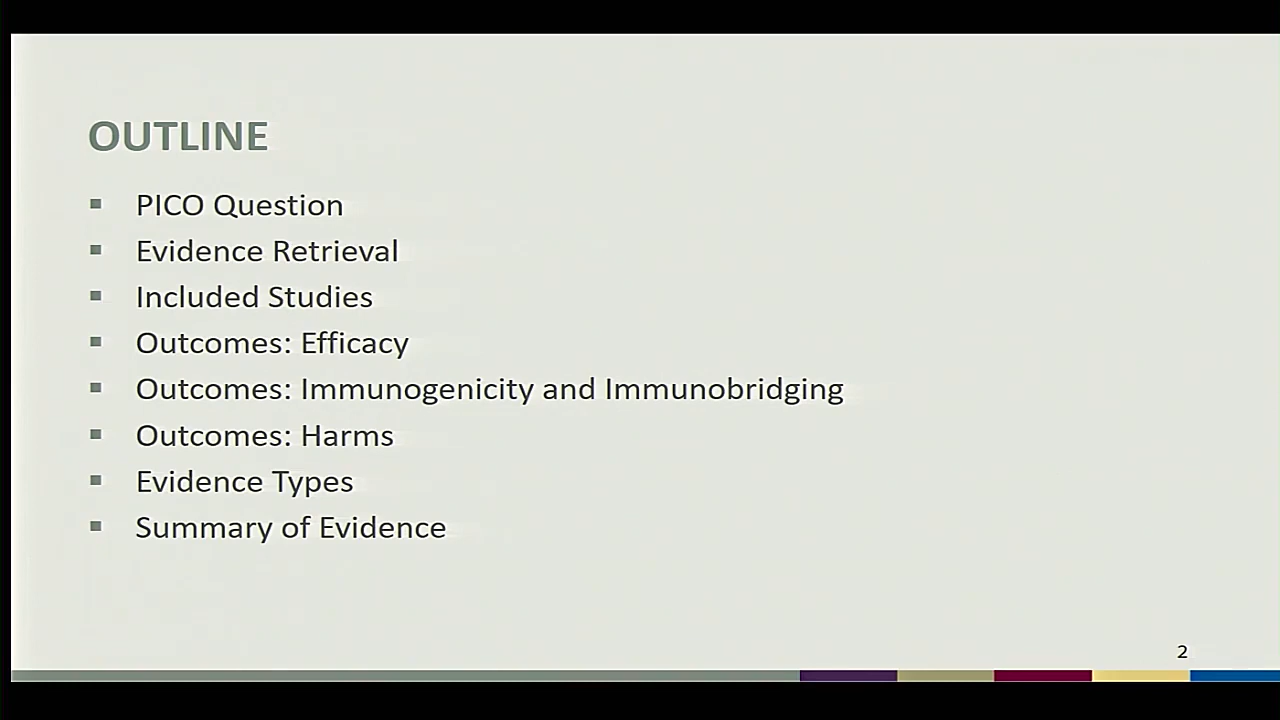 OUTLINE
PICO Question
Evidence Retrieval
Included Studies
Outcomes: Efficacy
Outcomes: Immunogenicity and Immunobridging
Outcomes: Harms
Evidence Types
Summary of Evidence
2